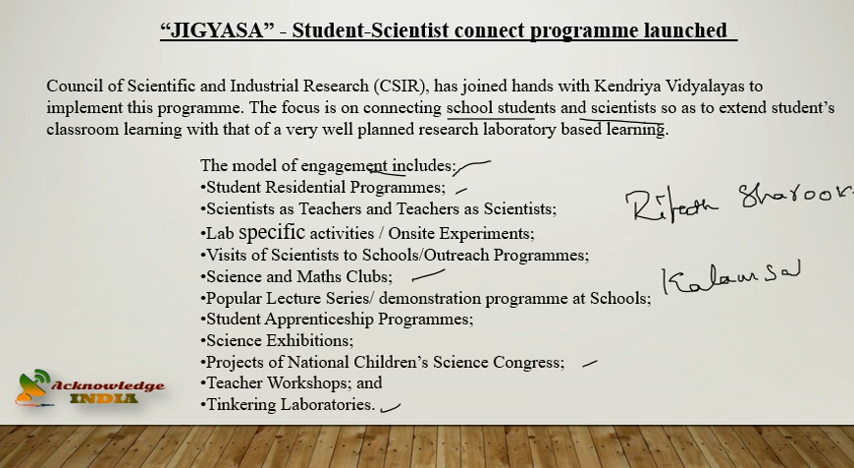 “JIGYASA” - Student-Scientist connect programme launched
Council of Scientific and Industrial Research (CSIR), has joined hands with Kendriya Vidyalayas to
implement this programme. The focus is on connecting school students and scientists so as to extend student’s
classroom learning with that of a very well planned research laboratory based learning.
The model of engagement includes:
•Student Residential Programmes;
•Scientists as Teachers and Teachers as Scientists;
•Lab specific activities / Onsite Experiments;
•Visits of Scientists to Schools/Outreach Programmes;
•Science and Maths Clubs;
•Popular Lecture Series/ demonstration programme at Schools;
•Student Apprenticeship Programmes;
•Science Exhibitions;
•Projects of National Children’s Science Congress;
•Teacher Workshops; and
•Tinkering Laboratories.
Acknowledge
INDIA